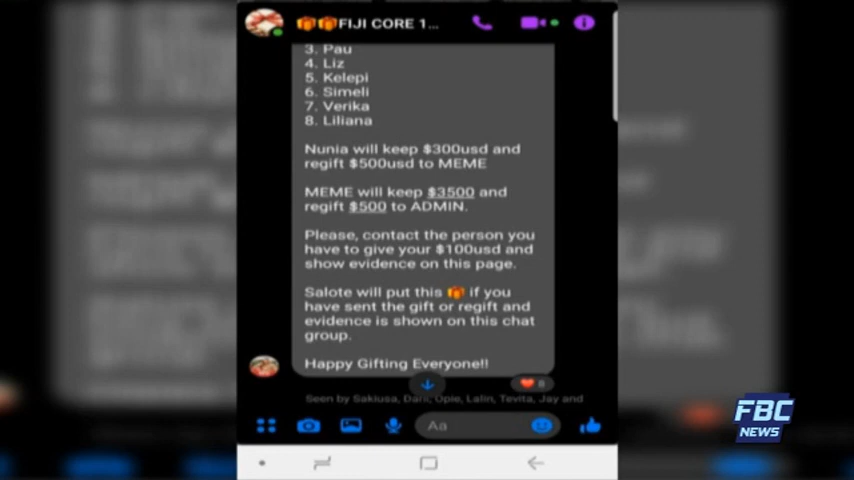 🎁🎁FIJI CORE 1...
3. Pau
4. Liz
5. Kelepi
6. Simeli
7. Verika
8. Liliana
Nunia will keep $300usd and
regift $500usd to MEME
MEME will keep $3500 and
regift $500 to ADMIN.
Please, contact the person you
have to give your $100usd and
show evidence on this page.
Salote will put this 🎁 if you
have sent the gift or regift and
evidence is shown on this chat
group.
Happy Gifting Everyone!!
8
Seen by Sakiusa, Dani, Opie, Lalin, Tevita, Jay and
Aa
FBC
NEWS